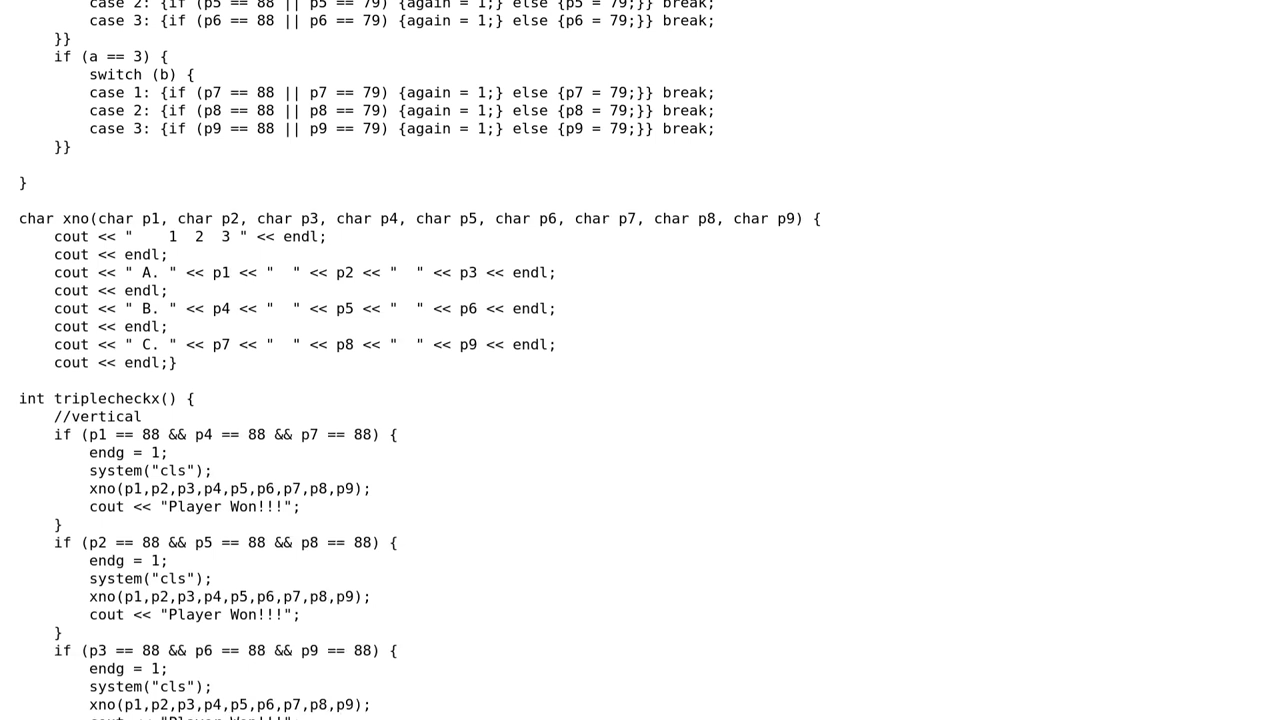 case 2: {if (p5 == 88 || p5 == 79) {again = 1;} else {p5 = 79;}} break;
        case 3: {if (p6 == 88 || p6 == 79) {again = 1;} else {p6 = 79;}} break;
    }}
    if (a == 3) {
        switch (b) {
        case 1: {if (p7 == 88 || p7 == 79) {again = 1;} else {p7 = 79;}} break;
        case 2: {if (p8 == 88 || p8 == 79) {again = 1;} else {p8 = 79;}} break;
        case 3: {if (p9 == 88 || p9 == 79) {again = 1;} else {p9 = 79;}} break;
    }}

}

char xno(char p1, char p2, char p3, char p4, char p5, char p6, char p7, char p8, char p9) {
    cout << "    1  2  3 " << endl;
    cout << endl;
    cout << " A. " << p1 << "  " << p2 << "  " << p3 << endl;
    cout << endl;
    cout << " B. " << p4 << "  " << p5 << "  " << p6 << endl;
    cout << endl;
    cout << " C. " << p7 << "  " << p8 << "  " << p9 << endl;
    cout << endl;}

int triplecheckx() {
    //vertical
    if (p1 == 88 && p4 == 88 && p7 == 88) {
        endg = 1;
        system("cls");
        xno(p1,p2,p3,p4,p5,p6,p7,p8,p9);
        cout << "Player Won!!!";
    }
    if (p2 == 88 && p5 == 88 && p8 == 88) {
        endg = 1;
        system("cls");
        xno(p1,p2,p3,p4,p5,p6,p7,p8,p9);
        cout << "Player Won!!!";
    }
    if (p3 == 88 && p6 == 88 && p9 == 88) {
        endg = 1;
        system("cls");
        xno(p1,p2,p3,p4,p5,p6,p7,p8,p9);
        cout << "Player Won!!!";